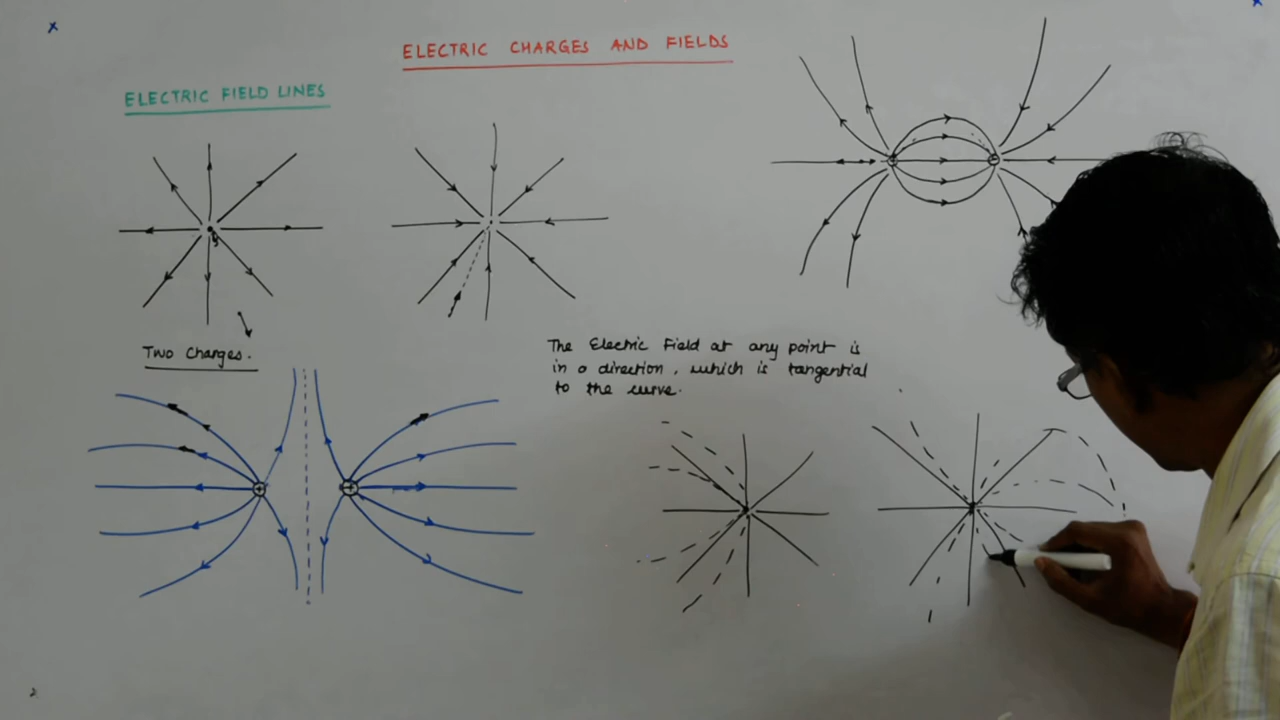 ELECTRIC CHARGES AND FIELDS
ELECTRIC FIELD LINES
Two Charges.
The Electric Field at any point is
in a direction, which is tangential
to the curve.